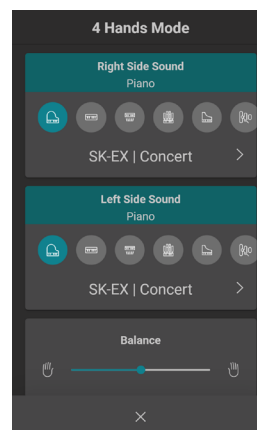 4 Hands Mode
Right Side Sound
Piano
SK-EX | Concert
Left Side Sound
Piano
SK-EX | Concert
Balance